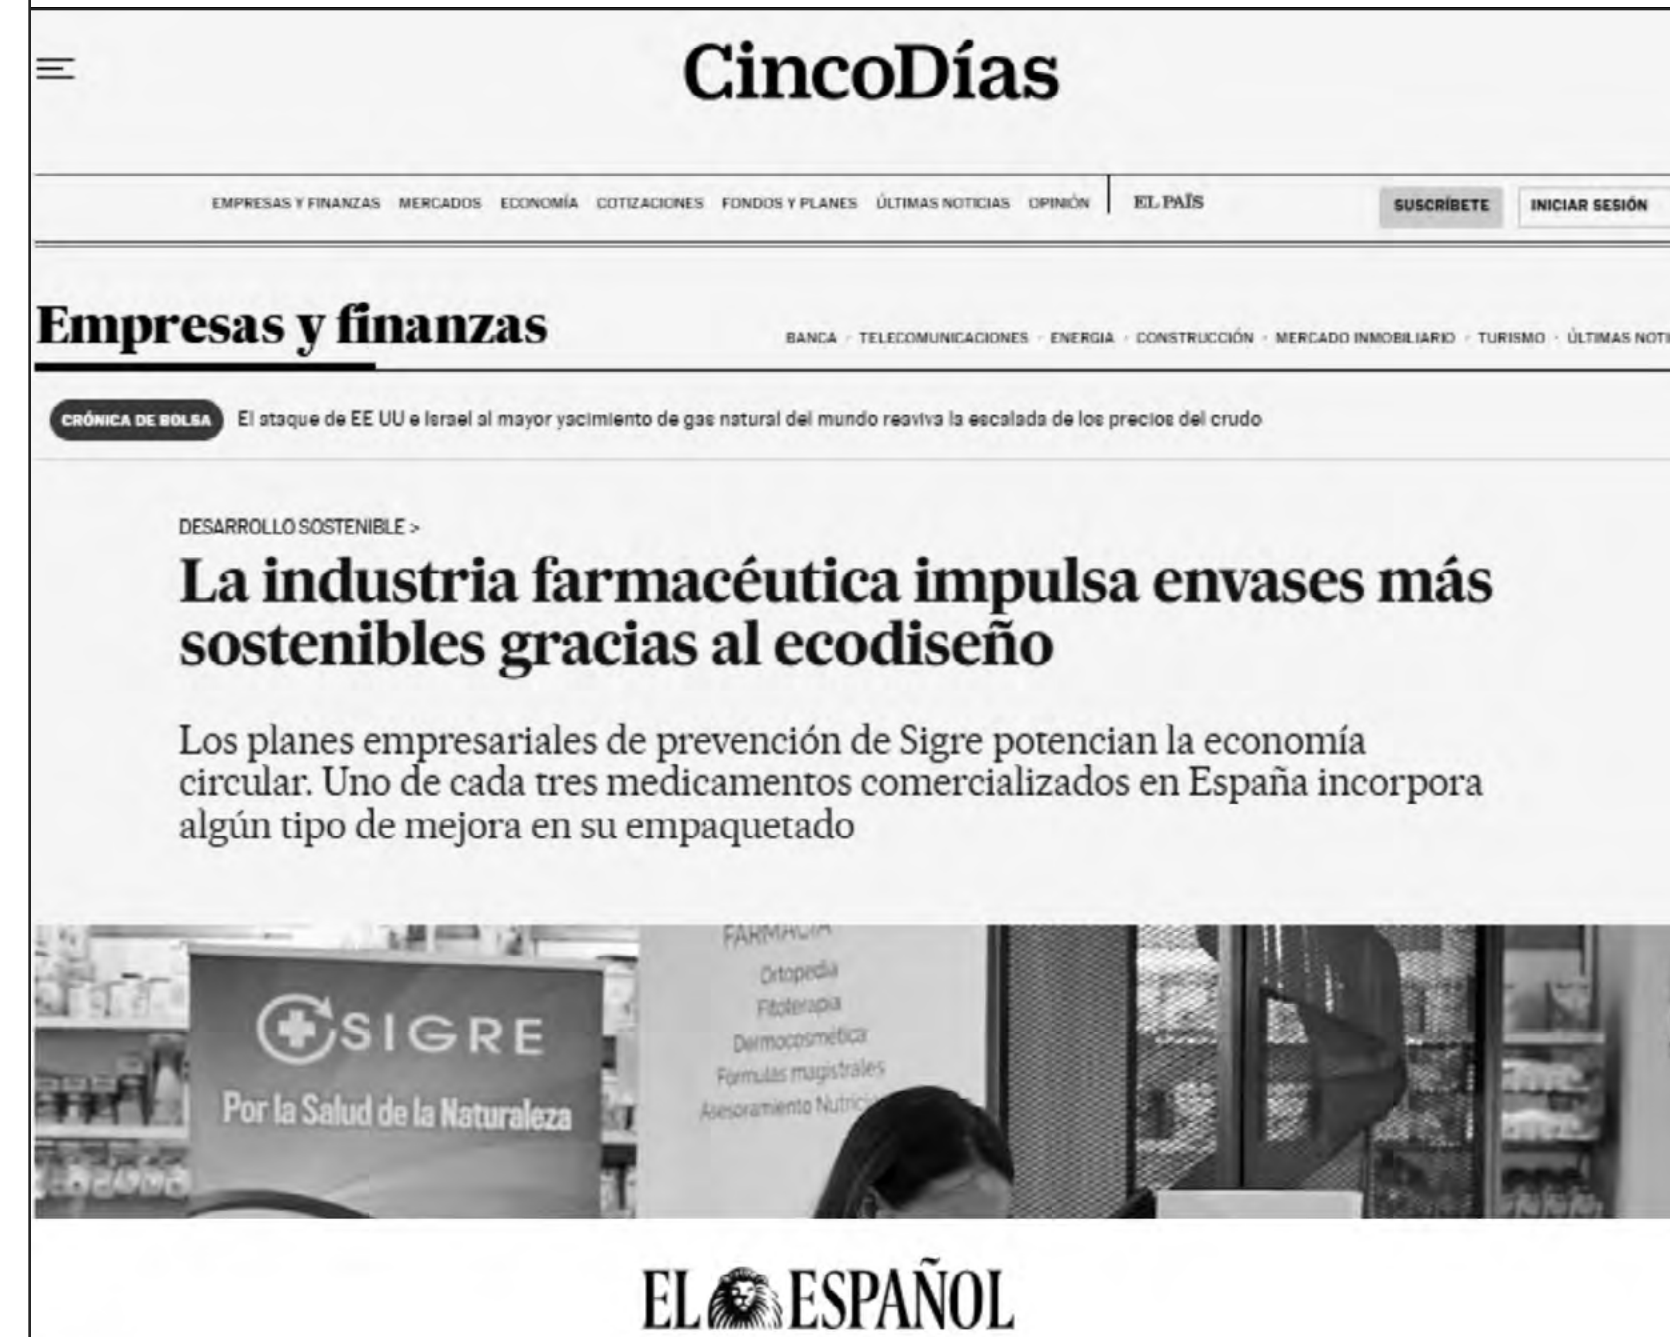 CincoDías
EMPRESAS Y FINANZAS MERCADOS ECONOMÍA COTIZACIONES FONDOS Y PLANES ÚLTIMAS NOTICIAS OPINIÓN EL PAÍS SUSCRÍBETE INICIAR SESIÓN
Empresas y finanzas
BANCA · TELECOMUNICACIONES · ENERGIA · CONSTRUCCIÓN · MERCADO INMOBILIARIO · TURISMO · ÚLTIMAS NOTI
CRÓNICA DE BOLSA El ataque de EE UU e Israel al mayor yacimiento de gas natural del mundo reaviva la escalada de los precios del crudo
DESARROLLO SOSTENIBLE >
La industria farmacéutica impulsa envases más
sostenibles gracias al ecodiseño
Los planes empresariales de prevención de Sigre potencian la economía
circular. Uno de cada tres medicamentos comercializados en España incorpora
algún tipo de mejora en su empaquetado
SIGRE
Por la Salud de la Naturaleza
FARMACIA
Ortopedia
Fitoterapia
Dermocosmética
Fórmulas magistrales
Asesoramiento Nutrici
EL ESPAÑOL